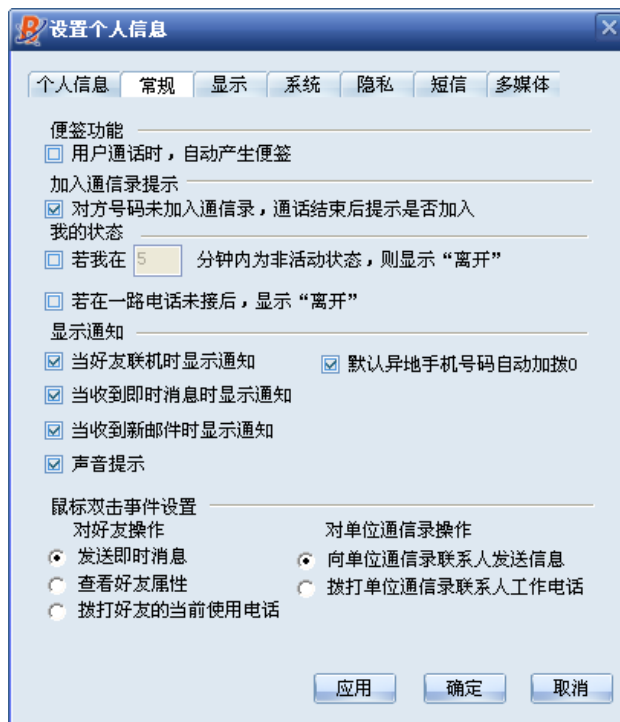 设置个人信息
个人信息 常规 显示 系统 隐私 短信 多媒体
便签功能
用户通话时，自动产生便签
加入通信录提示
对方号码未加入通信录，通话结束后提示是否加入
我的状态
若我在 5 分钟内为非活动状态，则显示“离开”
若在一路电话未接后，显示“离开”
显示通知
当好友联机时显示通知 默认异地手机号码自动加拨0
当收到即时消息时显示通知
当收到新邮件时显示通知
声音提示
鼠标双击事件设置
对好友操作 对单位通信录操作
发送即时消息 向单位通信录联系人发送信息
查看好友属性 拨打单位通信录联系人工作电话
拨打好友的当前使用电话
应用 确定 取消